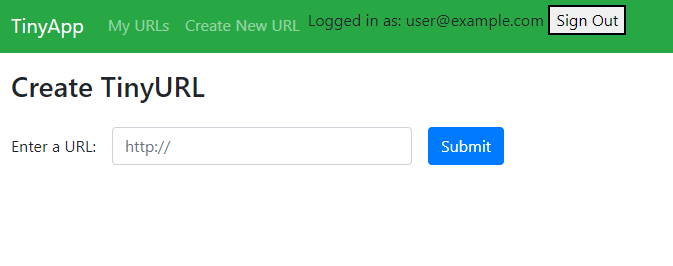 TinyApp My URLs Create New URL Logged in as: user@example.com Sign Out
Create TinyURL
Enter a URL: http:// Submit